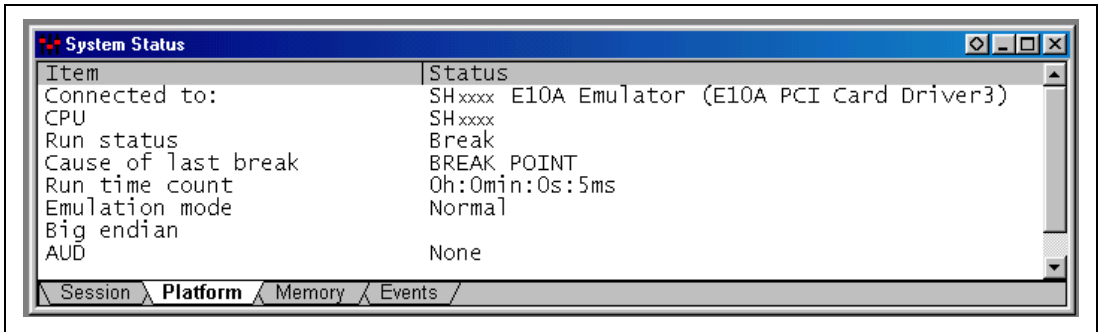 System Status
Item Status
Connected to: SHxxxx E10A Emulator (E10A PCI Card Driver3)
CPU SHxxxx
Run status Break
Cause of last break BREAK POINT
Run time count 0h:0min:0s:5ms
Emulation mode Normal
Big endian
AUD None
Session Platform Memory Events